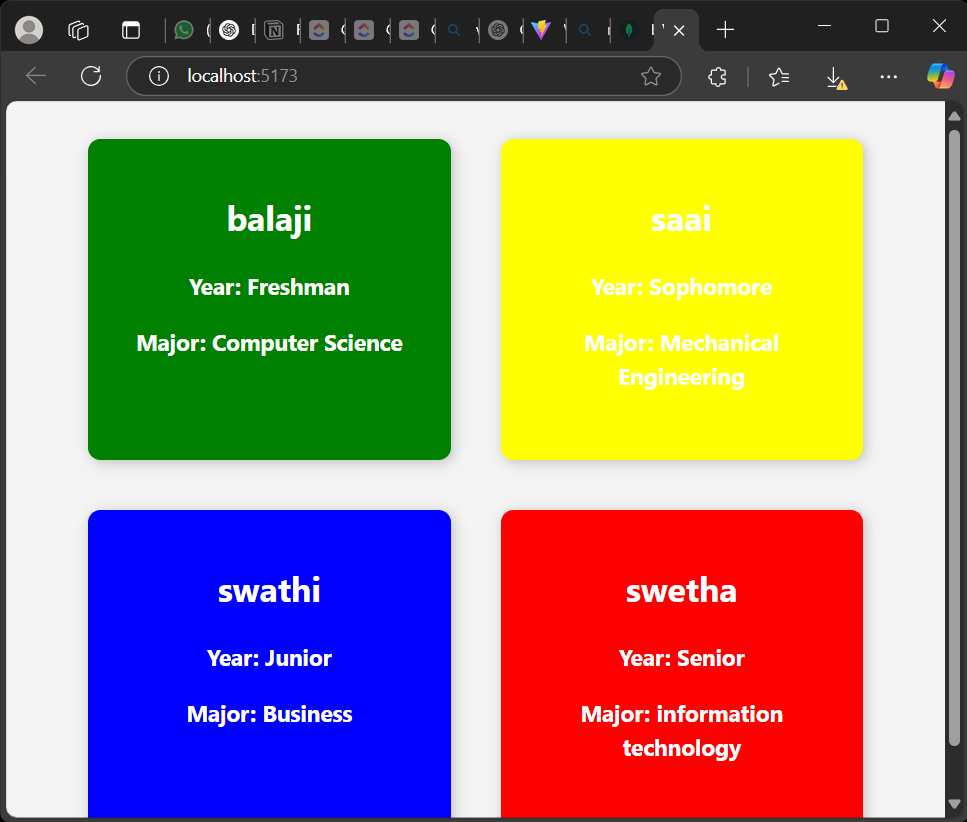 localhost:5173
balaji
Year: Freshman
Major: Computer Science
saai
Year: Sophomore
Major: Mechanical
Engineering
swathi
Year: Junior
Major: Business
swetha
Year: Senior
Major: information
technology